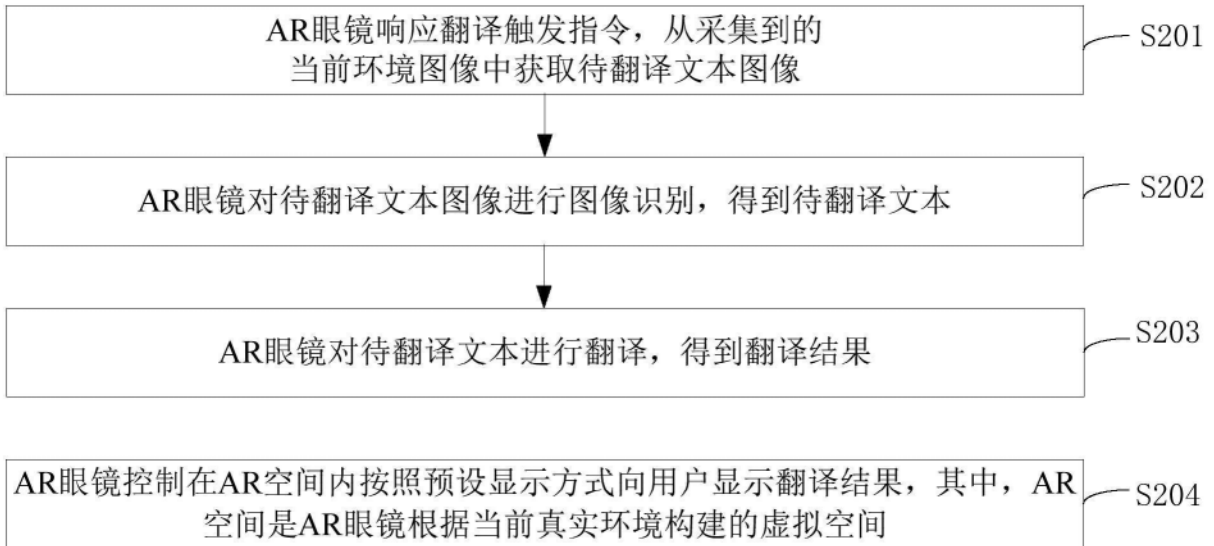 AR眼镜响应翻译触发指令，从采集到的
当前环境图像中获取待翻译文本图像
S201
AR眼镜对待翻译文本图像进行图像识别，得到待翻译文本
S202
AR眼镜对待翻译文本进行翻译，得到翻译结果
S203
AR眼镜控制在AR空间内按照预设显示方式向用户显示翻译结果，其中，AR
空间是AR眼镜根据当前真实环境构建的虚拟空间
S204